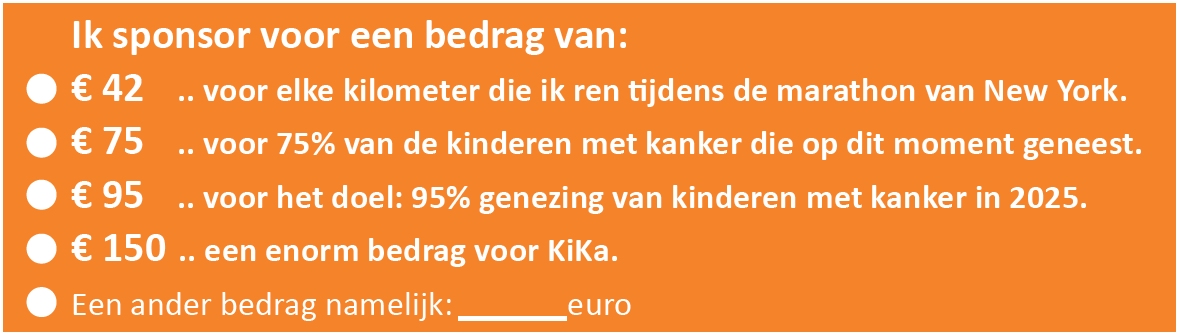 Ik sponsor voor een bedrag van:
€ 42 .. voor elke kilometer die ik ren tijdens de marathon van New York.
€ 75 .. voor 75% van de kinderen met kanker die op dit moment geneest.
€ 95 .. voor het doel: 95% genezing van kinderen met kanker in 2025.
€ 150 .. een enorm bedrag voor KiKa.
Een ander bedrag namelijk: ______euro